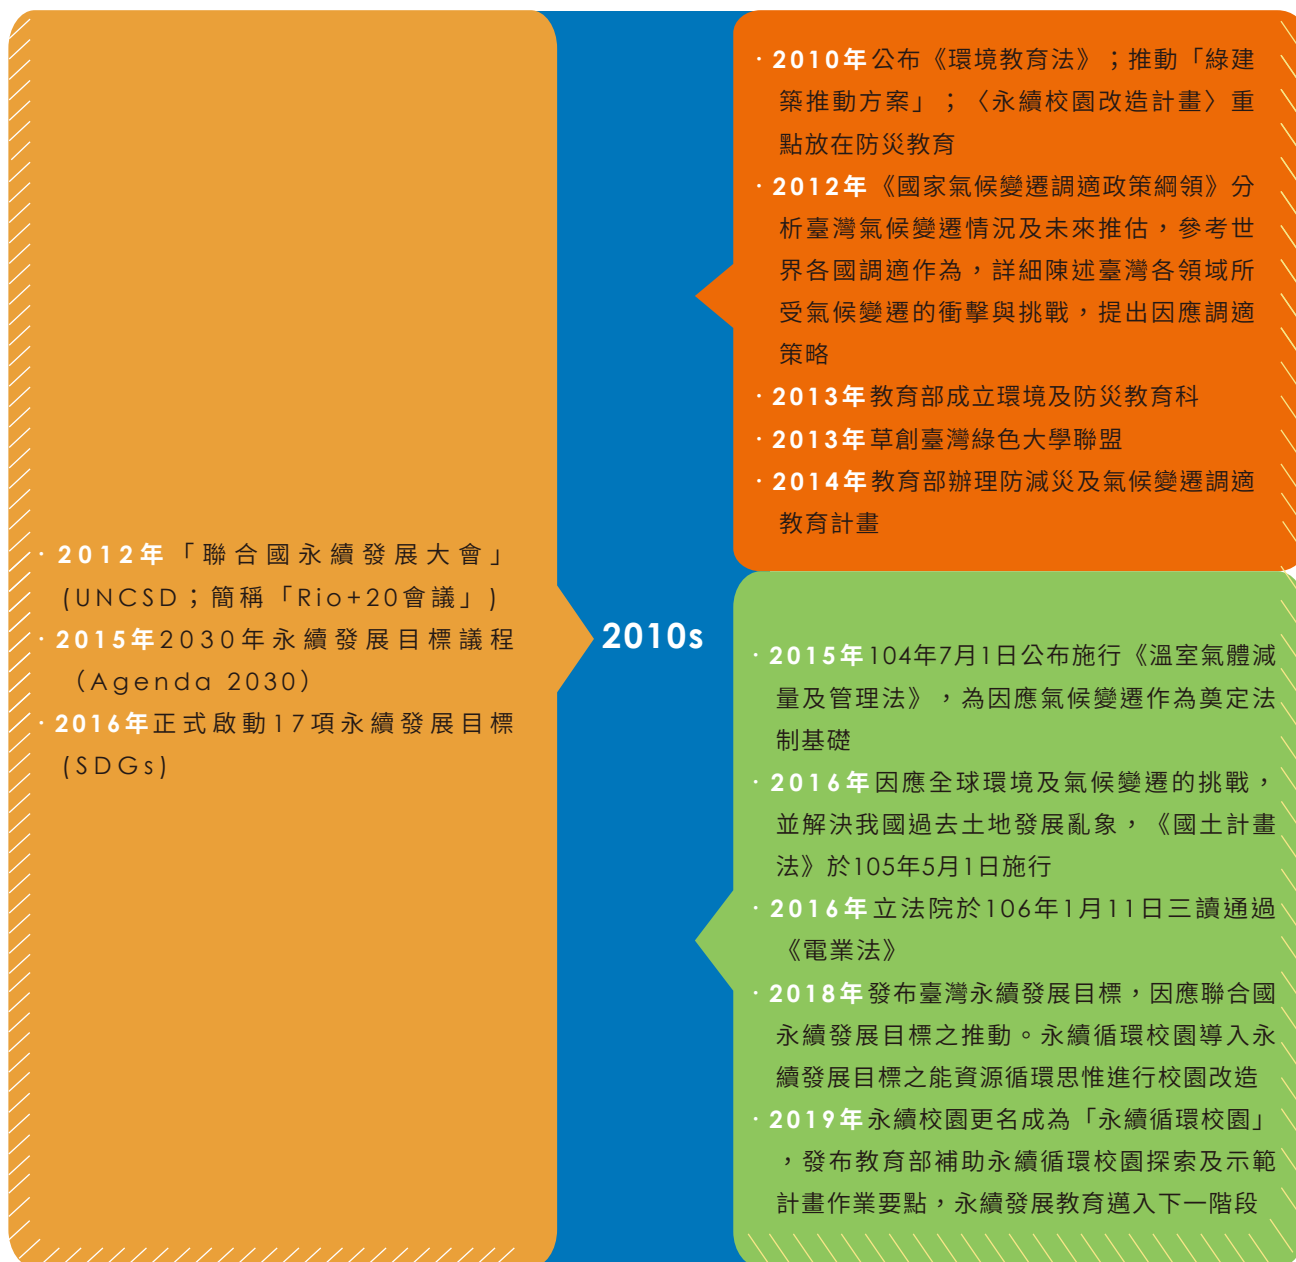 ·2012年「聯合國永續發展大會」
(UNCSD；簡稱「Rio+20會議」)
·2015年2030年永續發展目標議程
（Agenda 2030）
·2016年正式啟動17項永續發展目標
(SDGs)
2010s
·2010年公布《環境教育法》；推動「綠建
築推動方案」；〈永續校園改造計畫〉重
點放在防災教育
·2012年《國家氣候變遷調適政策綱領》分
析臺灣氣候變遷情況及未來推估，參考世
界各國調適作為，詳細陳述臺灣各領域所
受氣候變遷的衝擊與挑戰，提出因應調適
策略
·2013年教育部成立環境及防災教育科
·2013年草創臺灣綠色大學聯盟
·2014年教育部辦理防減災及氣候變遷調適
教育計畫
·2015年104年7月1日公布施行《溫室氣體減
量及管理法》，為因應氣候變遷作為奠定法
制基礎
·2016年因應全球環境及氣候變遷的挑戰，
並解決我國過去土地發展亂象，《國土計畫
法》於105年5月1日施行
·2016年立法院於106年1月11日三讀通過
《電業法》
·2018年發布臺灣永續發展目標，因應聯合國
永續發展目標之推動。永續循環校園導入永
續發展目標之能資源循環思惟進行校園改造
·2019年永續校園更名成為「永續循環校園」
，發布教育部補助永續循環校園探索及示範
計畫作業要點，永續發展教育邁入下一階段